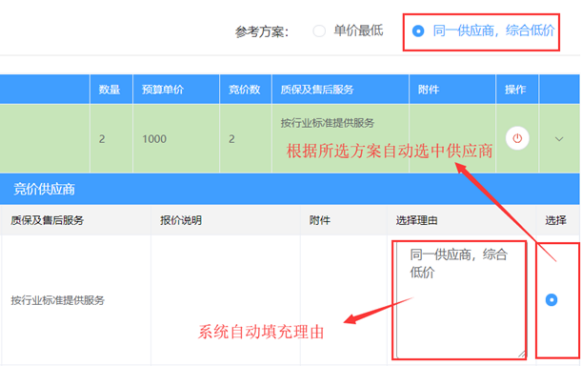 参考方案： 单价最低 同一供应商，综合低价
数量 预算单价 竞价数 质保及售后服务 附件 操作
2 1000 2 按行业标准提供服务
根据所选方案自动选中供应商
竞价供应商
质保及售后服务 报价说明 附件 选择理由 选择
同一供应商，综合
低价
按行业标准提供服务
系统自动填充理由